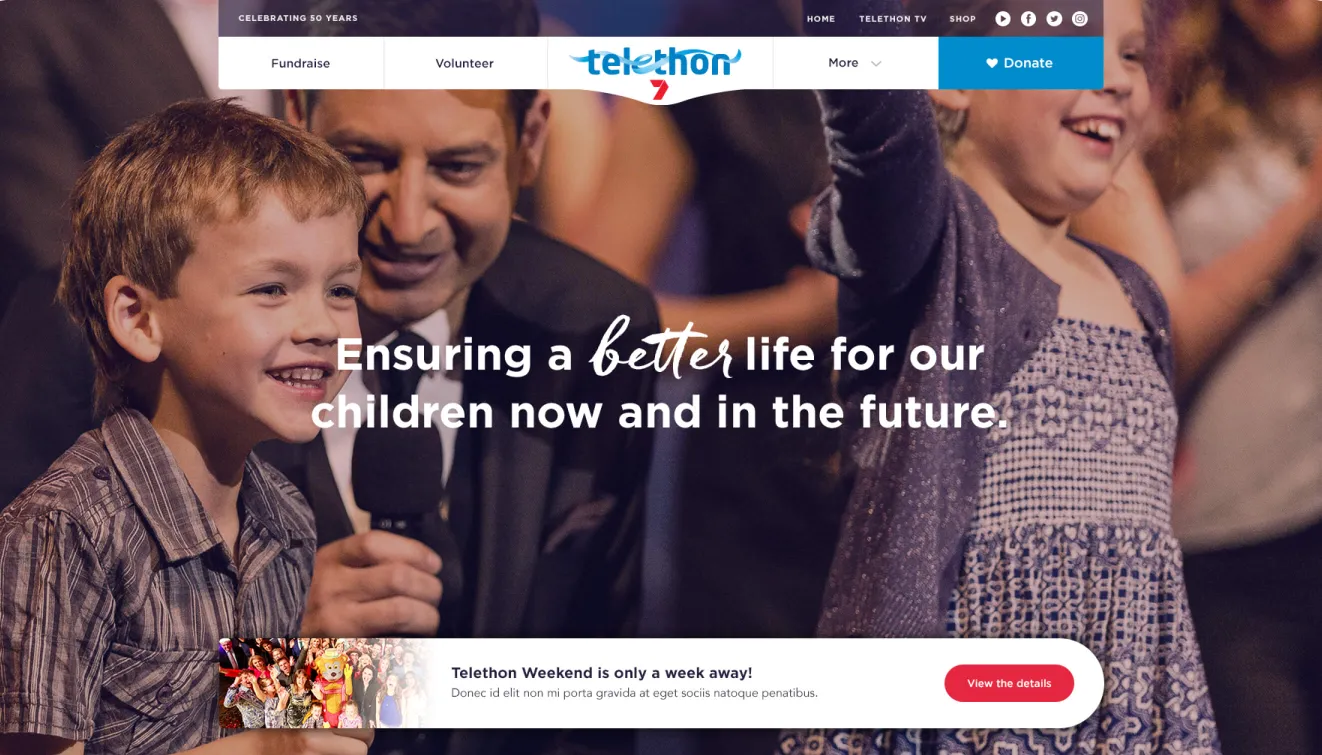 CELEBRATING 50 YEARS
HOME TELETHON TV SHOP
Fundraise Volunteer telethon 7 More Donate
Ensuring a better life for our
children now and in the future.
Telethon Weekend is only a week away!
Donec id elit non mi porta gravida at eget sociis natoque penatibus.
View the details